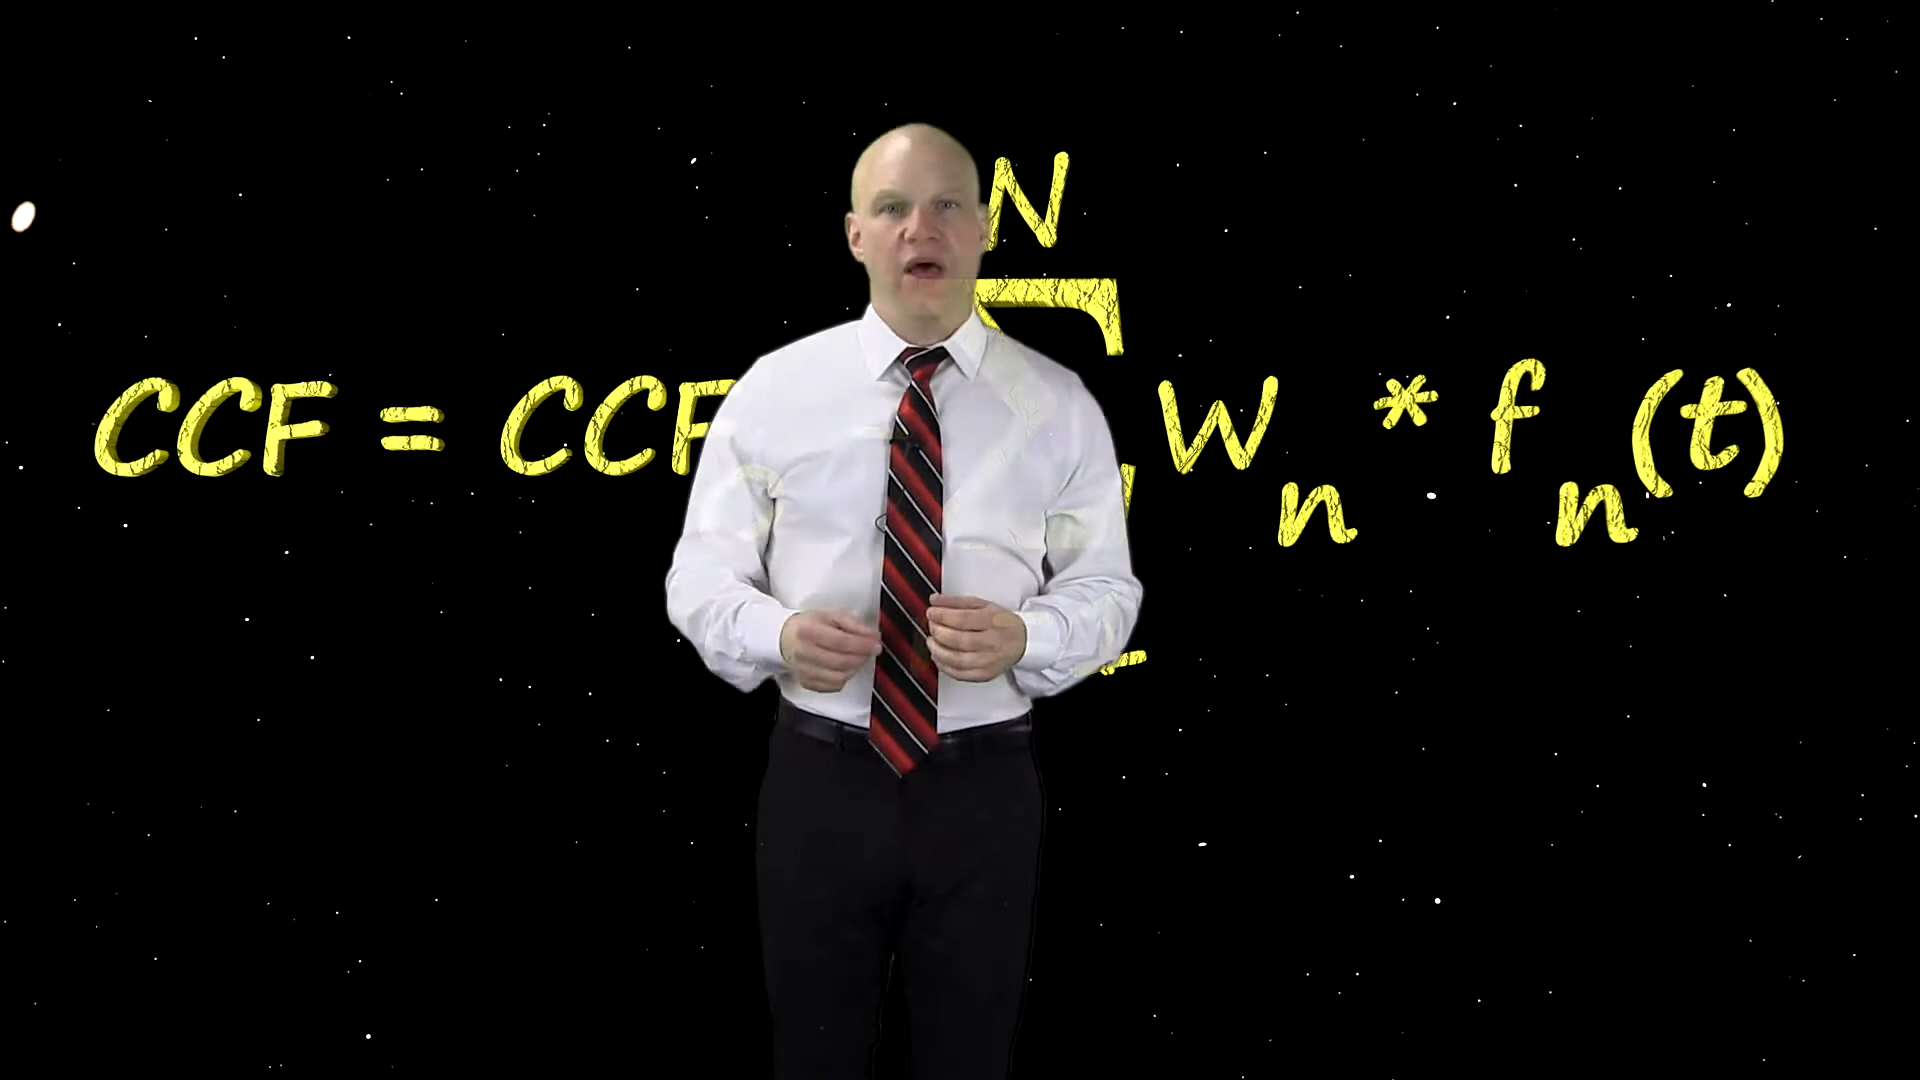 N
CCF = CCF W * f (t)
n n